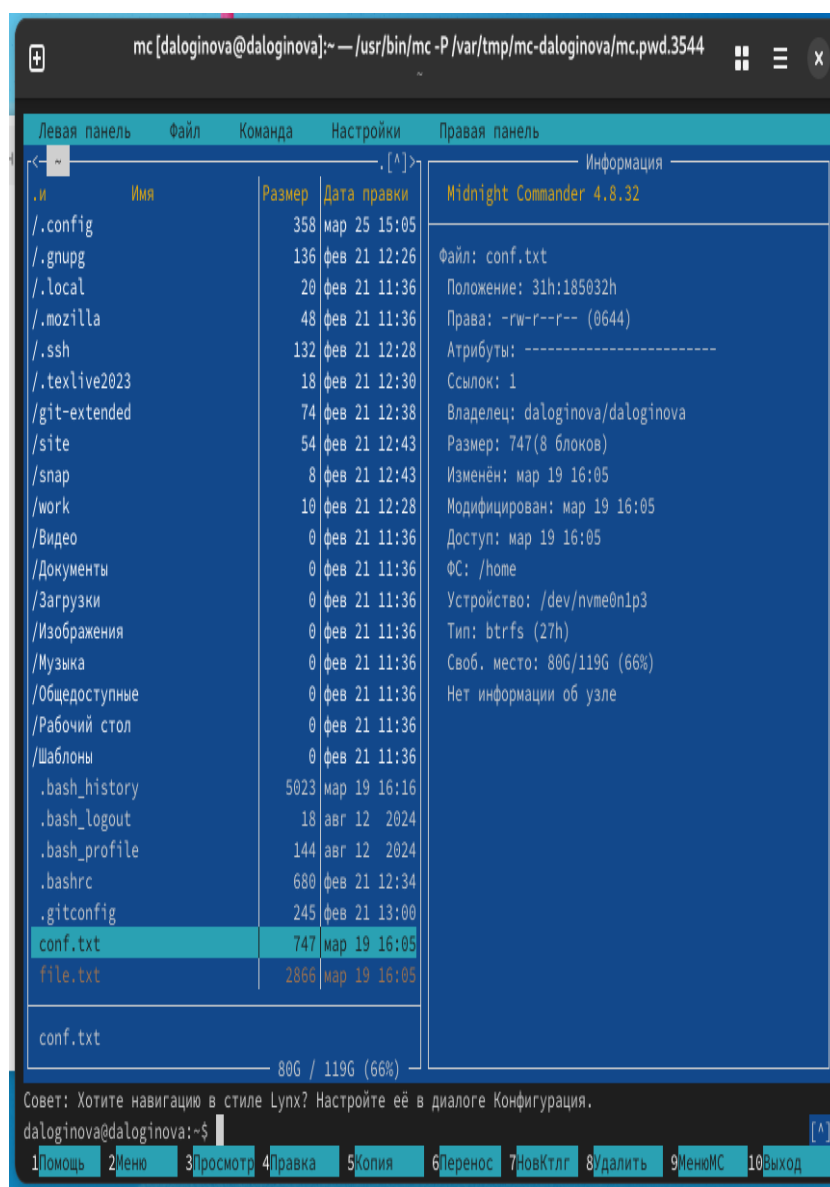 mc [daloginova@daloginova]:~ — /usr/bin/mc -P /var/tmp/mc-daloginova/mc.pwd.3544
~
Левая панель Файл Команда Настройки Правая панель
<- ~ .[^]>
.и Имя Размер Дата правки
/.config 358 мар 25 15:05
/.gnupg 136 фев 21 12:26
/.local 20 фев 21 11:36
/.mozilla 48 фев 21 11:36
/.ssh 132 фев 21 12:28
/.texlive2023 18 фев 21 12:30
/git-extended 74 фев 21 12:38
/site 54 фев 21 12:43
/snap 8 фев 21 12:43
/work 10 фев 21 12:28
/Видео 0 фев 21 11:36
/Документы 0 фев 21 11:36
/Загрузки 0 фев 21 11:36
/Изображения 0 фев 21 11:36
/Музыка 0 фев 21 11:36
/Общедоступные 0 фев 21 11:36
/Рабочий стол 0 фев 21 11:36
/Шаблоны 0 фев 21 11:36
.bash_history 5023 мар 19 16:16
.bash_logout 18 авг 12 2024
.bash_profile 144 авг 12 2024
.bashrc 680 фев 21 12:34
.gitconfig 245 фев 21 13:00
conf.txt 747 мар 19 16:05
file.txt 2866 мар 19 16:05
conf.txt
80G / 119G (66%)
Информация
Midnight Commander 4.8.32
Файл: conf.txt
Положение: 31h:185032h
Права: -rw-r--r-- (0644)
Атрибуты: -------------------------
Ссылок: 1
Владелец: daloginova/daloginova
Размер: 747(8 блоков)
Изменён: мар 19 16:05
Модифицирован: мар 19 16:05
Доступ: мар 19 16:05
ФС: /home
Устройство: /dev/nvme0n1p3
Тип: btrfs (27h)
Своб. место: 80G/119G (66%)
Нет информации об узле
Совет: Хотите навигацию в стиле Lynx? Настройте её в диалоге Конфигурация.
daloginova@daloginova:~$ [^]
1Помощь 2Меню 3Просмотр 4Правка 5Копия 6Перенос 7НовКтлг 8Удалить 9МенюMC 10Выход